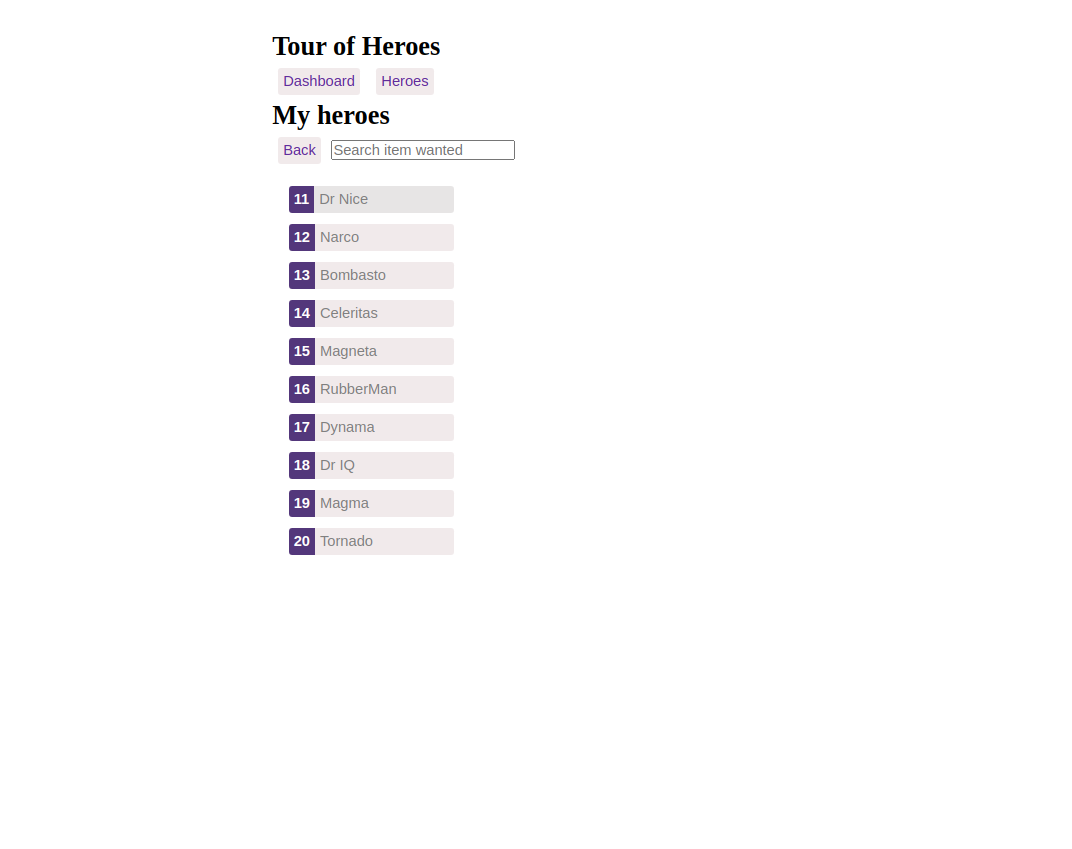 Tour of Heroes
Dashboard Heroes
My heroes
Back Search item wanted
11 Dr Nice
12 Narco
13 Bombasto
14 Celeritas
15 Magneta
16 RubberMan
17 Dynama
18 Dr IQ
19 Magma
20 Tornado